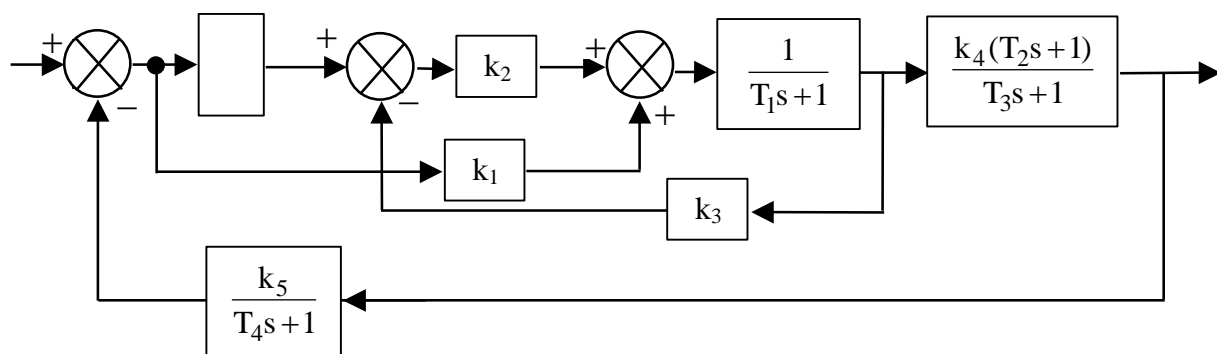 +
−
+
−
k₂
+
+
1
T₁s+1
k₄(T₂s+1)
T₃s+1
k₁
k₃
k₅
T₄s+1